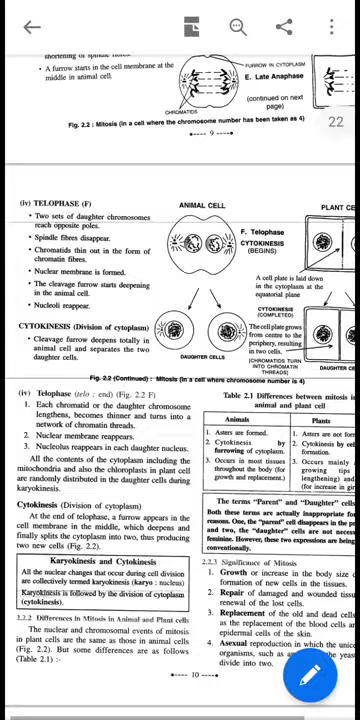 • A furrow starts in the cell membrane at the
middle in animal cell.
FURROW IN CYTOPLASM
E. Late Anaphase
(continued on next
page)
CHROMATIDS
Fig. 2.2 : Mitosis (in a cell where the chromosome number has been taken as 4)
9
22
(iv) TELOPHASE (F)
• Two sets of daughter chromosomes
reach opposite poles.
• Spindle fibres disappear.
• Chromatids thin out in the form of
chromatin fibres.
• Nuclear membrane is formed.
• The cleavage furrow starts deepening
in the animal cell.
• Nucleoli reappear.
CYTOKINESIS (Division of cytoplasm)
• Cleavage furrow deepens totally in
animal cell and separates the two
daughter cells.
ANIMAL CELL
PLANT CE
F. Telophase
CYTOKINESIS
(BEGINS)
A cell plate is laid down
in the cytoplasm at the
equatorial plane
CYTOKINESIS
(COMPLETED)
The cell plate grows
from centre to the
periphery, resulting
in two cells.
(CHROMATIDS TURN
INTO CHROMATIN
THREADS)
DAUGHTER CELLS
DAUGHTER CE
Fig. 2.2 (Continued) : Mitosis (in a cell where chromosome number is 4)
(iv) Telophase (telo : end) (Fig. 2.2 F)
1. Each chromatid or the daughter chromosome
lengthens, becomes thinner and turns into a
network of chromatin threads.
2. Nuclear membrane reappears.
3. Nucleolus reappears in each daughter nucleus.
All the contents of the cytoplasm including the
mitochondria and also the chloroplasts in plant cell
are randomly distributed in the daughter cells during
karyokinesis.
Cytokinesis (Division of cytoplasm)
At the end of telophase, a furrow appears in the
cell membrane in the middle, which deepens and
finally splits the cytoplasm into two, thus producing
two new cells (Fig. 2.2).
Karyokinesis and Cytokinesis
All the nuclear changes that occur during cell division
are collectively termed karyokinesis (karyo : nucleus)
Karyokinesis is followed by the division of cytoplasm
(cytokinesis).
2.2.2 Differences in Mitosis in Animal and Plant cells
The nuclear and chromosomal events of mitosis
in plant cells are the same as those in animal cells
(Fig. 2.2). But some differences are as follows
(Table 2.1) :-
Table 2.1 Differences between mitosis in
animal and plant cell
Animals
Plants
1. Asters are formed.
1. Asters are not form
2. Cytokinesis by
furrowing of cytoplasm.
2. Cytokinesis by cel
formation.
3. Occurs in most tissues
throughout the body (for
growth and replacement.)
3. Occurs mainly
growing tips
lengthening) and
(for increase in gir
The terms "Parent" and "Daughter" cells
Both these terms are actually inappropriate fo
reasons. One, the "parent cell disappears in the pr
and two, the "daughter cells" are not necess
feminine. However, these two expressions are being
conventionally.
2.2.3 Significance of Mitosis
1. Growth or increase in the body size d
formation of new cells in the tissues.
2. Repair of damaged and wounded tissu
renewal of the lost cells.
3. Replacement of the old and dead cells
as the replacement of the blood cells ar
epidermal cells of the skin.
4. Asexual reproduction in which the unice
organisms, such as the yeast
divide into two.
10